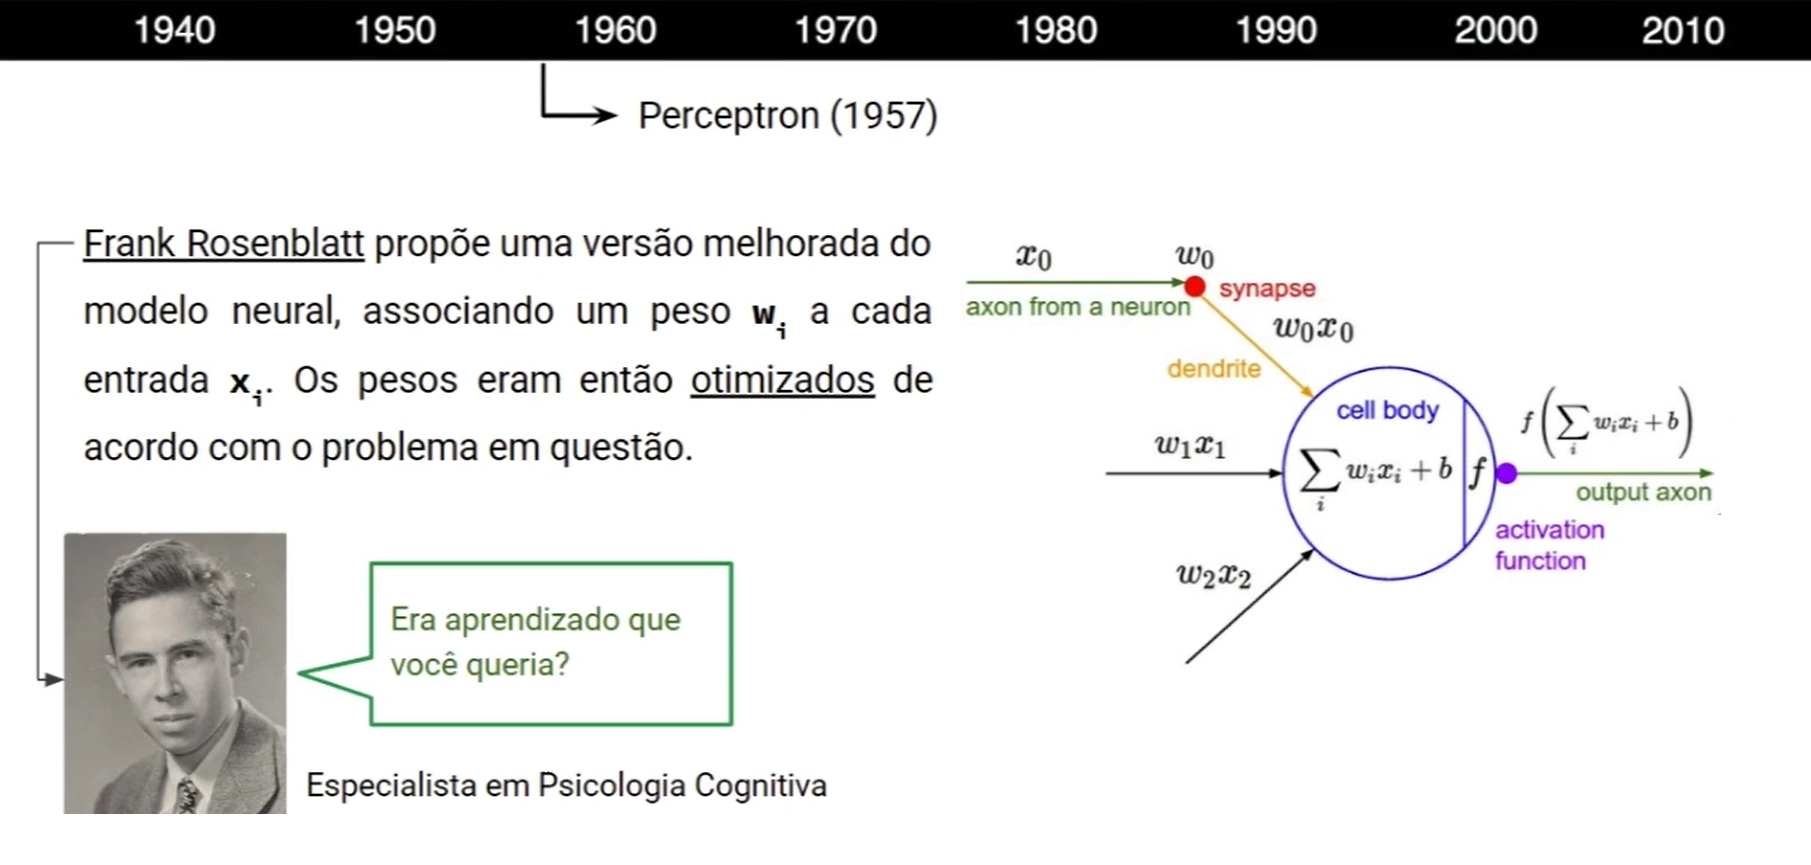 1940 1950 1960 1970 1980 1990 2000 2010
Perceptron (1957)
Frank Rosenblatt propõe uma versão melhorada do
modelo neural, associando um peso wᵢ a cada
entrada xᵢ. Os pesos eram então otimizados de
acordo com o problema em questão.
Era aprendizado que
você queria?
Especialista em Psicologia Cognitiva
x₀ w₀
synapse
axon from a neuron
w₀x₀
dendrite
cell body
f(∑ᵢ wᵢxᵢ + b)
w₁x₁
∑ᵢ wᵢxᵢ + b f
output axon
activation
function
w₂x₂